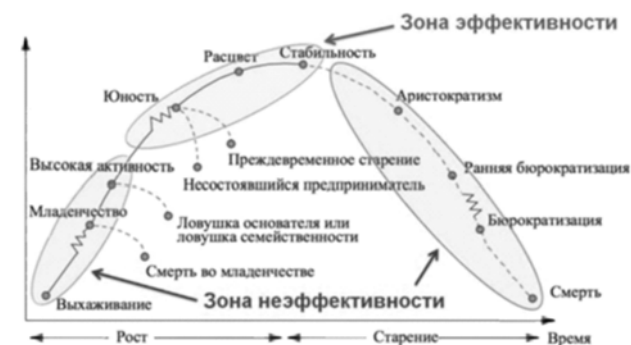 Зона эффективности
Расцвет
Стабильность
Юность
Аристократизм
Преждевременное старение
Высокая активность
Несостоявшийся предприниматель
Ранняя бюрократизация
Младенчество
Ловушка основателя или
ловушка семейственности
Бюрократизация
Смерть во младенчестве
Выхаживание
Зона неэффективности
Смерть
Рост
Старение
Время